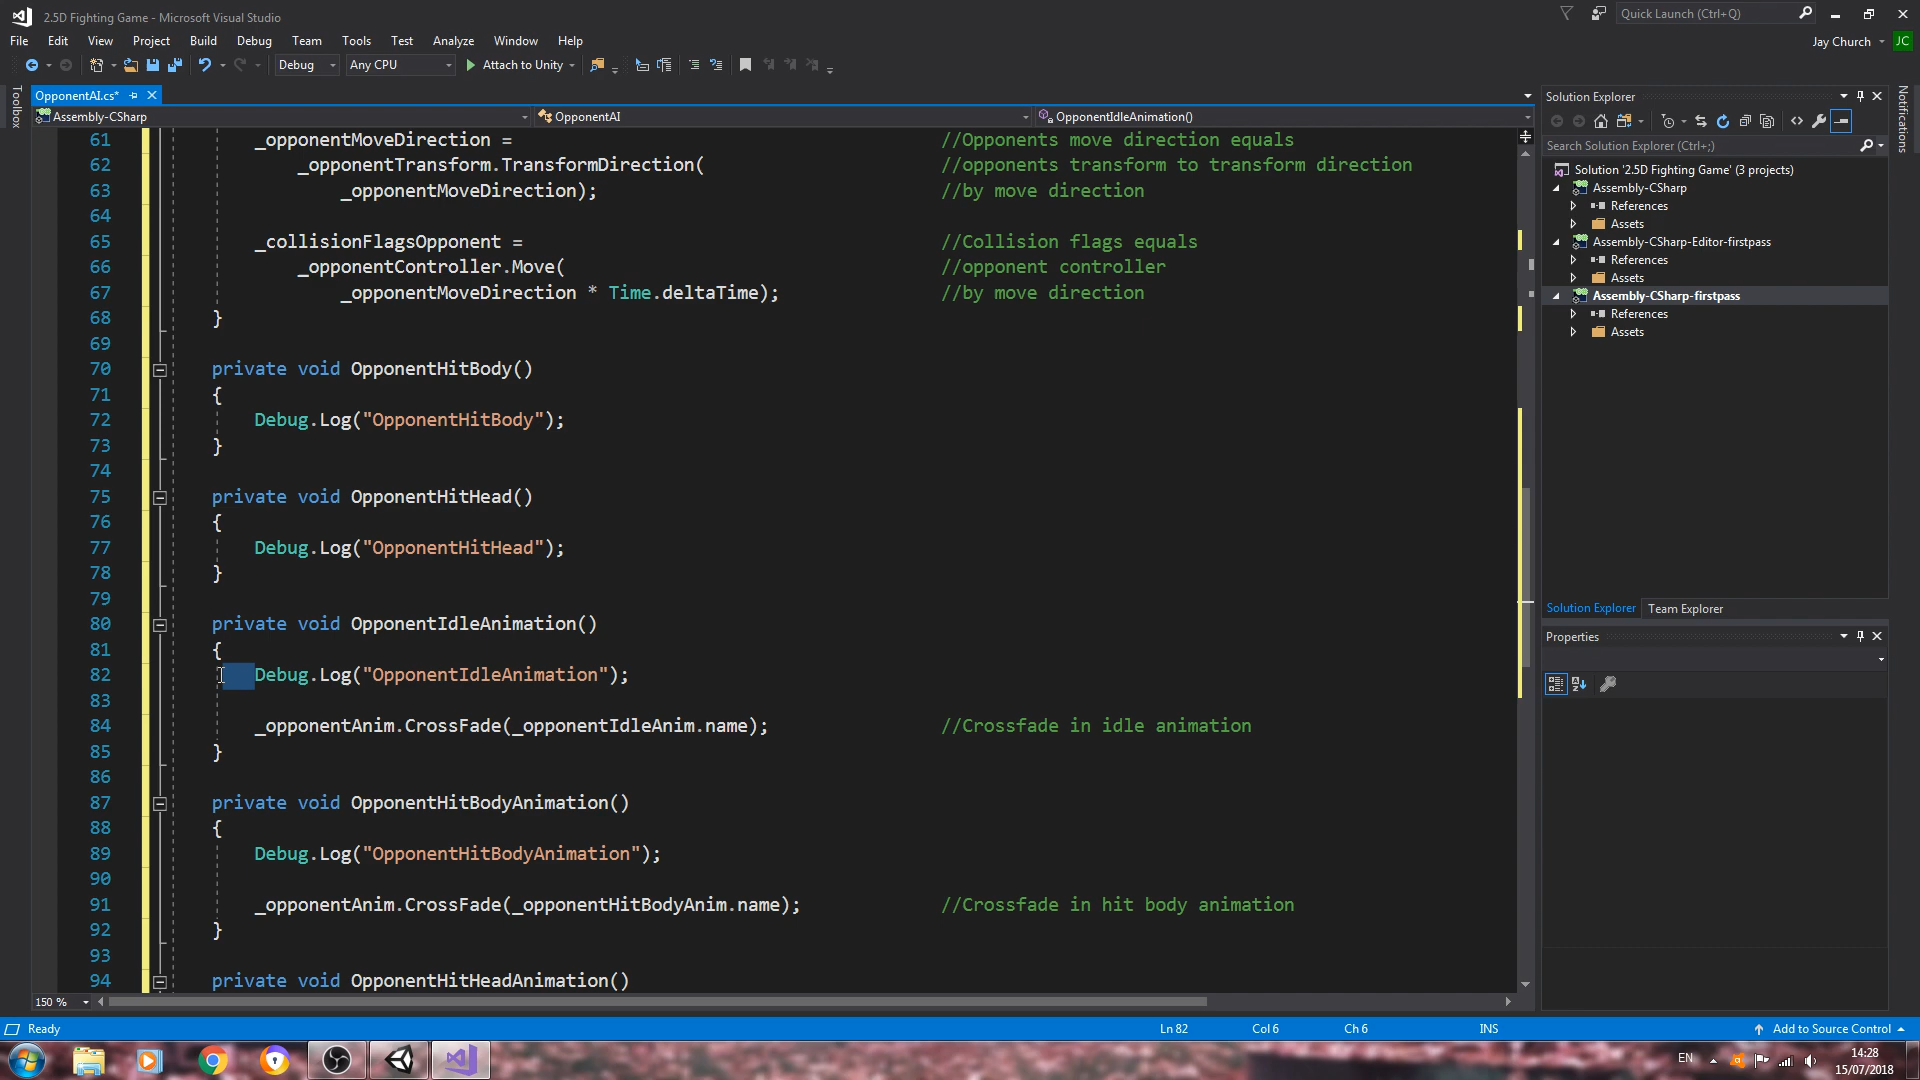 2.5D Fighting Game - Microsoft Visual Studio
Quick Launch (Ctrl+Q)
File Edit View Project Build Debug Team Tools Test Analyze Window Help
Jay Church JC
Debug Any CPU Attach to Unity
Toolbox
OpponentAI.cs*
Assembly-CSharp OpponentAI OpponentIdleAnimation()
61 _opponentMoveDirection = //Opponents move direction equals
62 _opponentTransform.TransformDirection( //opponents transform to transform direction
63 _opponentMoveDirection); //by move direction
64
65 _collisionFlagsOpponent = //Collision flags equals
66 _opponentController.Move( //opponent controller
67 _opponentMoveDirection * Time.deltaTime); //by move direction
68 }
69
70 private void OpponentHitBody()
71 {
72 Debug.Log("OpponentHitBody");
73 }
74
75 private void OpponentHitHead()
76 {
77 Debug.Log("OpponentHitHead");
78 }
79
80 private void OpponentIdleAnimation()
81 {
82 Debug.Log("OpponentIdleAnimation");
83
84 _opponentAnim.CrossFade(_opponentIdleAnim.name); //Crossfade in idle animation
85 }
86
87 private void OpponentHitBodyAnimation()
88 {
89 Debug.Log("OpponentHitBodyAnimation");
90
91 _opponentAnim.CrossFade(_opponentHitBodyAnim.name); //Crossfade in hit body animation
92 }
93
94 private void OpponentHitHeadAnimation()
150 %
Solution Explorer
Search Solution Explorer (Ctrl+;)
Solution '2.5D Fighting Game' (3 projects)
Assembly-CSharp
References
Assets
Assembly-CSharp-Editor-firstpass
References
Assets
Assembly-CSharp-firstpass
References
Assets
Solution Explorer Team Explorer
Properties
Notifications
Ready Ln 82 Col 6 Ch 6 INS Add to Source Control
EN 14:28
15/07/2018